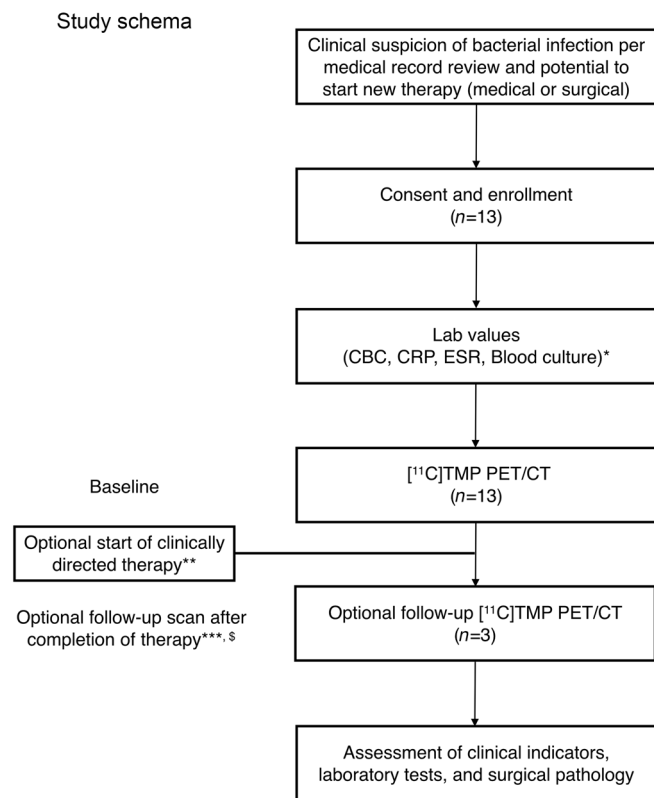 Study schema
Clinical suspicion of bacterial infection per
medical record review and potential to
start new therapy (medical or surgical)
Consent and enrollment
(n=13)
Lab values
(CBC, CRP, ESR, Blood culture)*
[¹¹C]TMP PET/CT
(n=13)
Baseline
Optional start of clinically
directed therapy**
Optional follow-up scan after
completion of therapy***, $
Optional follow-up [¹¹C]TMP PET/CT
(n=3)
Assessment of clinical indicators,
laboratory tests, and surgical pathology